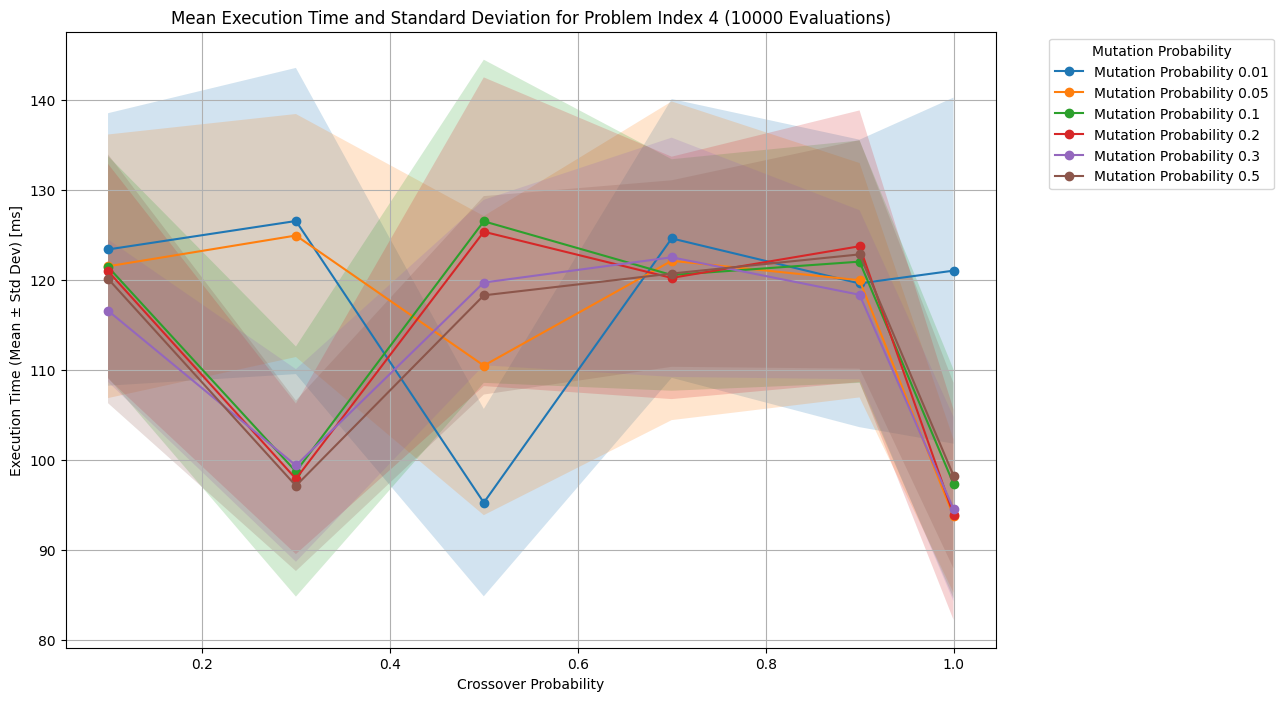 Mean Execution Time and Standard Deviation for Problem Index 4 (10000 Evaluations)
Execution Time (Mean ± Std Dev) [ms]
140
130
120
110
100
90
80
0.2
0.4
0.6
0.8
1.0
Crossover Probability
Mutation Probability
Mutation Probability 0.01
Mutation Probability 0.05
Mutation Probability 0.1
Mutation Probability 0.2
Mutation Probability 0.3
Mutation Probability 0.5